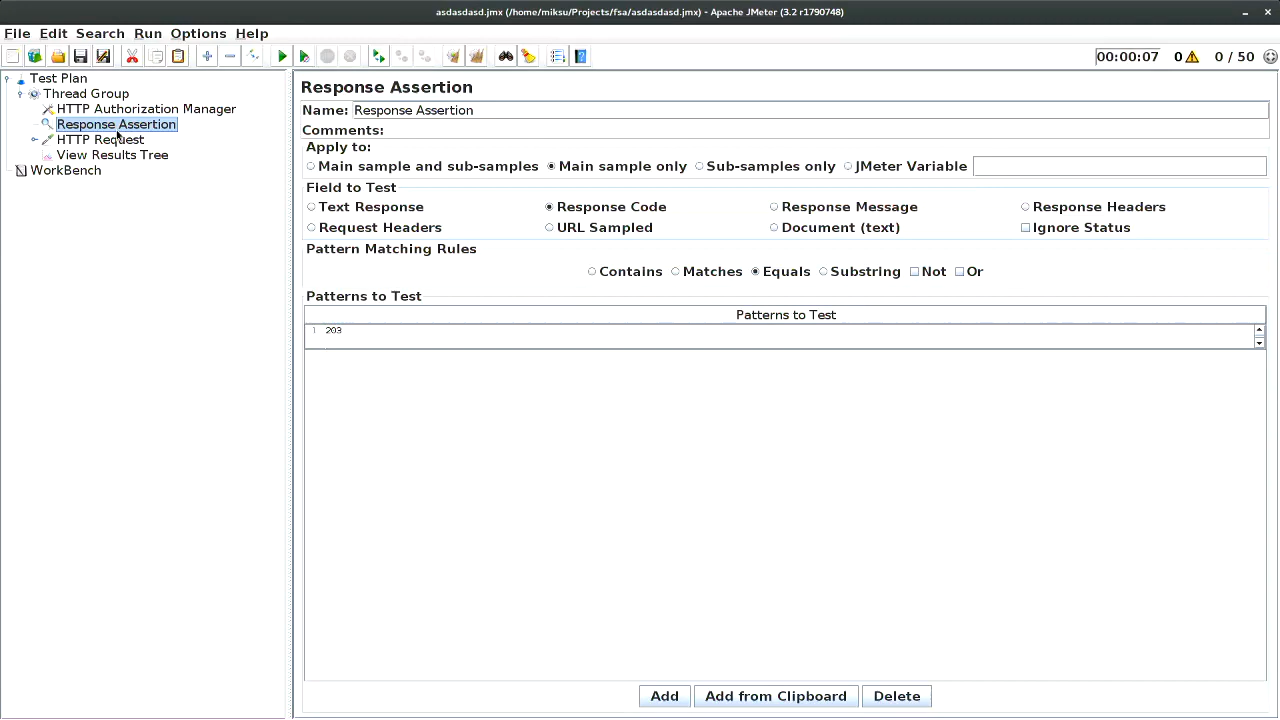 asdasdasd.jmx (/home/miksu/Projects/fsa/asdasdasd.jmx) - Apache JMeter (3.2 r1790748)
File Edit Search Run Options Help
00:00:07 0 0 / 50
Test Plan
Thread Group
HTTP Authorization Manager
Response Assertion
HTTP Request
View Results Tree
WorkBench
Response Assertion
Name: Response Assertion
Comments:
Apply to:
Main sample and sub-samples Main sample only Sub-samples only JMeter Variable
Field to Test
Text Response Response Code Response Message Response Headers
Request Headers URL Sampled Document (text) Ignore Status
Pattern Matching Rules
Contains Matches Equals Substring Not Or
Patterns to Test
Patterns to Test
1 203
Add Add from Clipboard Delete